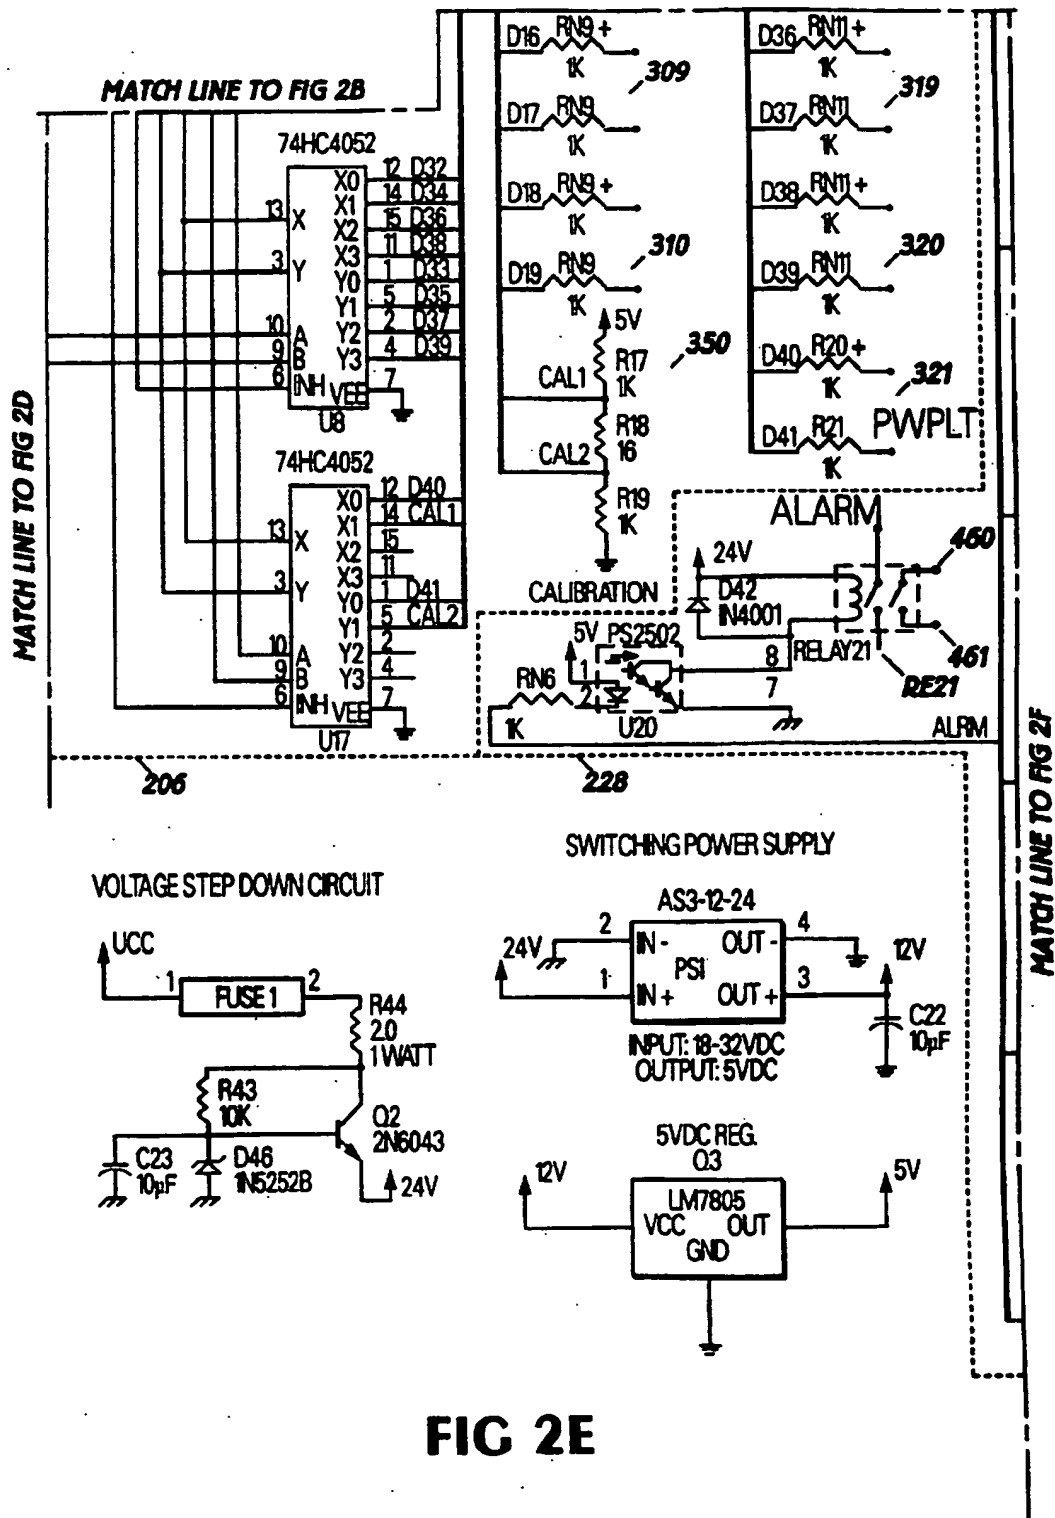 MATCH LINE TO FIG 2B
MATCH LINE TO FIG 2D
MATCH LINE TO FIG 2F
74HC4052
13 X
3 Y
10 A
9 B
6 INH
X0 12 D32
X1 14 D34
X2 15 D36
X3 11 D38
Y0 1 D33
Y1 5 D35
Y2 2 D37
Y3 4 D39
VEE 7
U8
74HC4052
13 X
3 Y
10 A
9 B
6 INH
X0 12 D40
X1 14 CAL1
X2 15
X3 11
Y0 1 D41
Y1 5 CAL2
Y2 2
Y3 4
VEE 7
U17
206
D16 RN9 +
1K
309
D17 RN9
1K
D18 RN9 +
1K
310
D19 RN9
1K
5V
R17
1K
350
CAL1
R18
16
CAL2
R19
1K
CALIBRATION
D36 RN11 +
1K
319
D37 RN11
1K
D38 RN11 +
1K
320
D39 RN11
1K
D40 R20 +
1K
321
D41 R21
1K
PWPLT
ALARM
24V
D42
IN4001
460
461
RELAY21
RE21
5V
PS2502
1
2
8
7
RN6
1K
U20
ALRM
228
VOLTAGE STEP DOWN CIRCUIT
UCC
1 FUSE 1 2
R44
2.0
1 WATT
R43
10K
Q2
2N6043
C23
10µF
D46
1N5252B
24V
SWITCHING POWER SUPPLY
AS3-12-24
24V
2 IN - OUT - 4
PS1
1 IN + OUT + 3
12V
C22
10µF
INPUT: 18-32VDC
OUTPUT: 5VDC
5VDC REG.
Q3
12V
LM7805
VCC OUT
GND
5V
FIG 2E